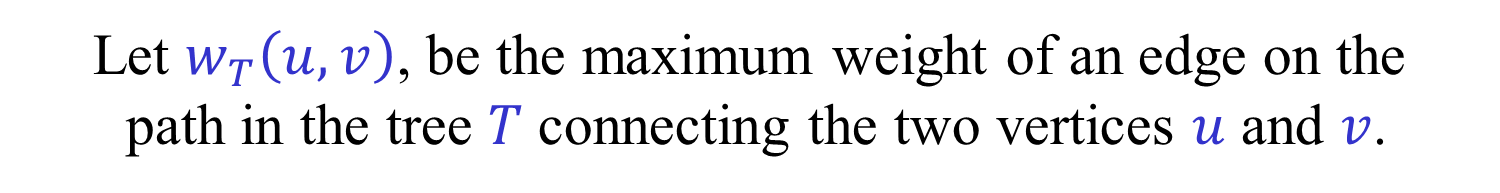 Let w_T(u, v), be the maximum weight of an edge on the
path in the tree T connecting the two vertices u and v.